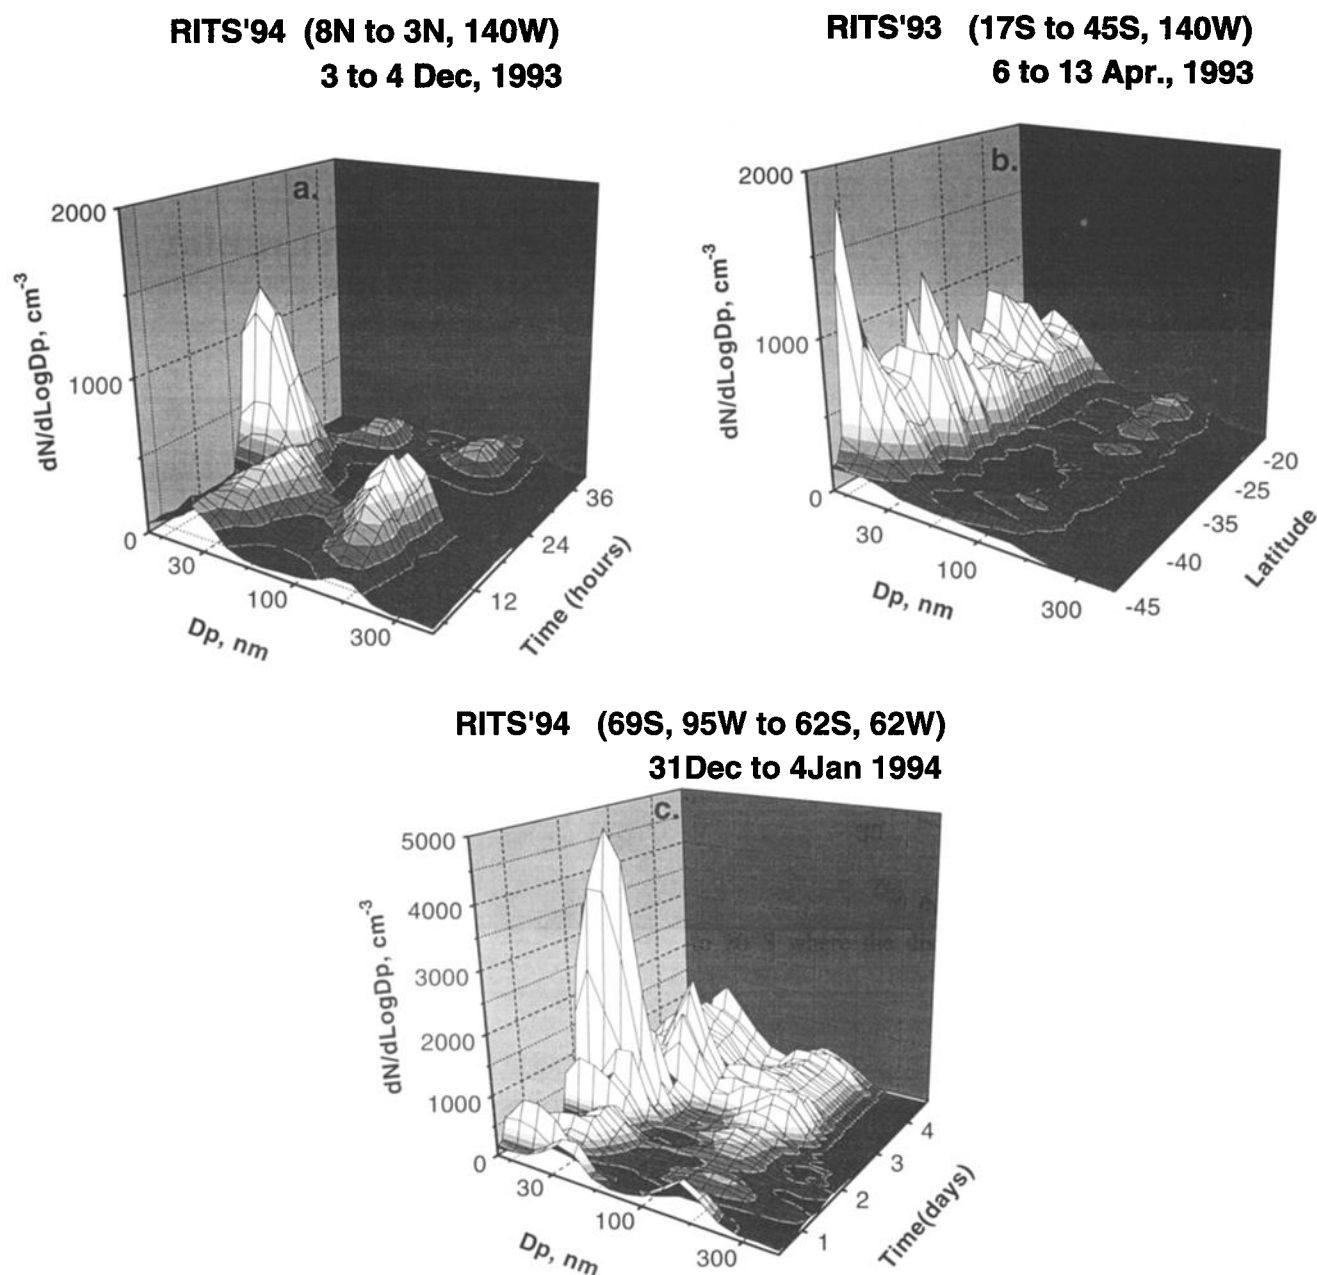 RITS'94 (8N to 3N, 140W)
3 to 4 Dec, 1993
a.
2000
1000
0
dN/dLogDp, cm-3
30
100
300
Dp, nm
12
24
36
Time (hours)
RITS'93 (17S to 45S, 140W)
6 to 13 Apr., 1993
b.
2000
1000
0
dN/dLogDp, cm-3
30
100
300
Dp, nm
-20
-25
-35
-40
-45
Latitude
RITS'94 (69S, 95W to 62S, 62W)
31Dec to 4Jan 1994
c.
5000
4000
3000
2000
1000
0
dN/dLogDp, cm-3
30
100
300
Dp, nm
1
2
3
4
Time(days)